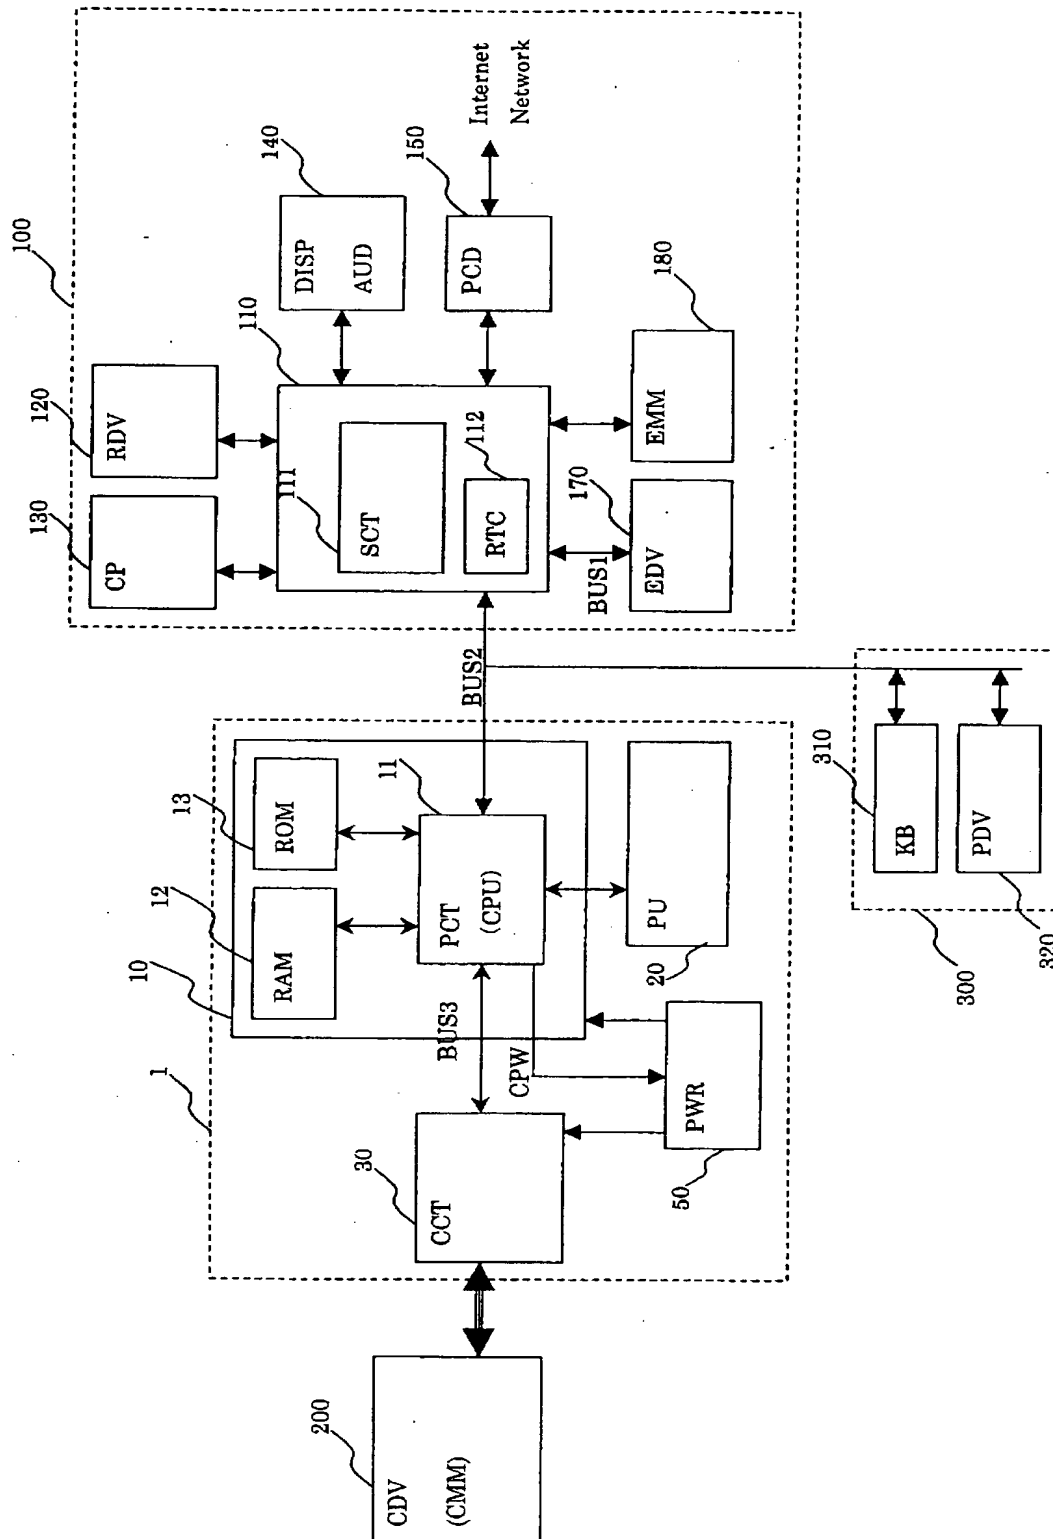 100
130
CP
120
RDV
110
111
SCT
112
RTC
140
DISP
AUD
150
PCD
Internet
Network
BUS1
170
EDV
180
EMM
BUS2
1
10
12
RAM
13
ROM
11
PCT
(CPU)
BUS3
CPW
30
CCT
50
PWR
20
PU
200
CDV
(CMM)
300
310
KB
320
PDV